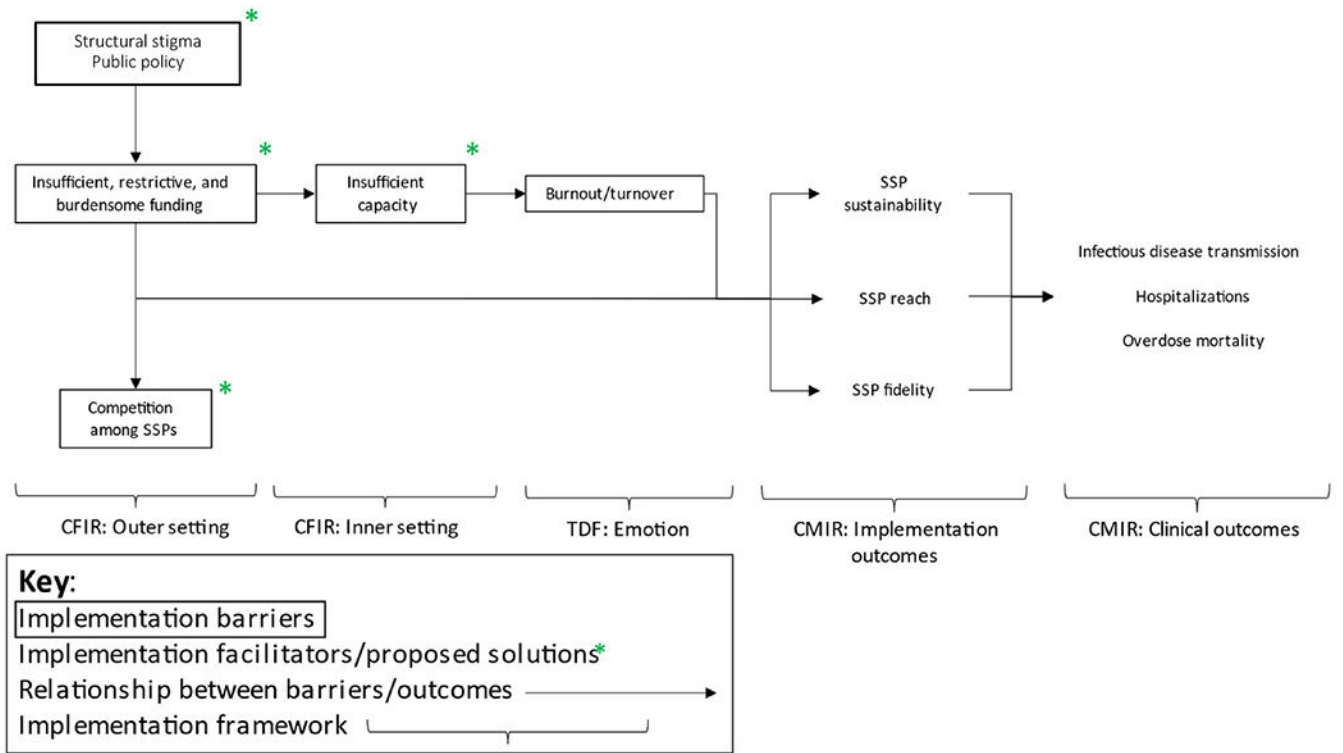 *
Structural stigma
Public policy
*
*
Insufficient, restrictive, and
burdensome funding
Insufficient
capacity
Burnout/turnover
SSP
sustainability
Infectious disease transmission
SSP reach
Hospitalizations
Overdose mortality
*
SSP fidelity
Competition
among SSPs
CFIR: Outer setting
CFIR: Inner setting
TDF: Emotion
CMIR: Implementation
outcomes
CMIR: Clinical outcomes
Key:
Implementation barriers
Implementation facilitators/proposed solutions*
Relationship between barriers/outcomes
Implementation framework